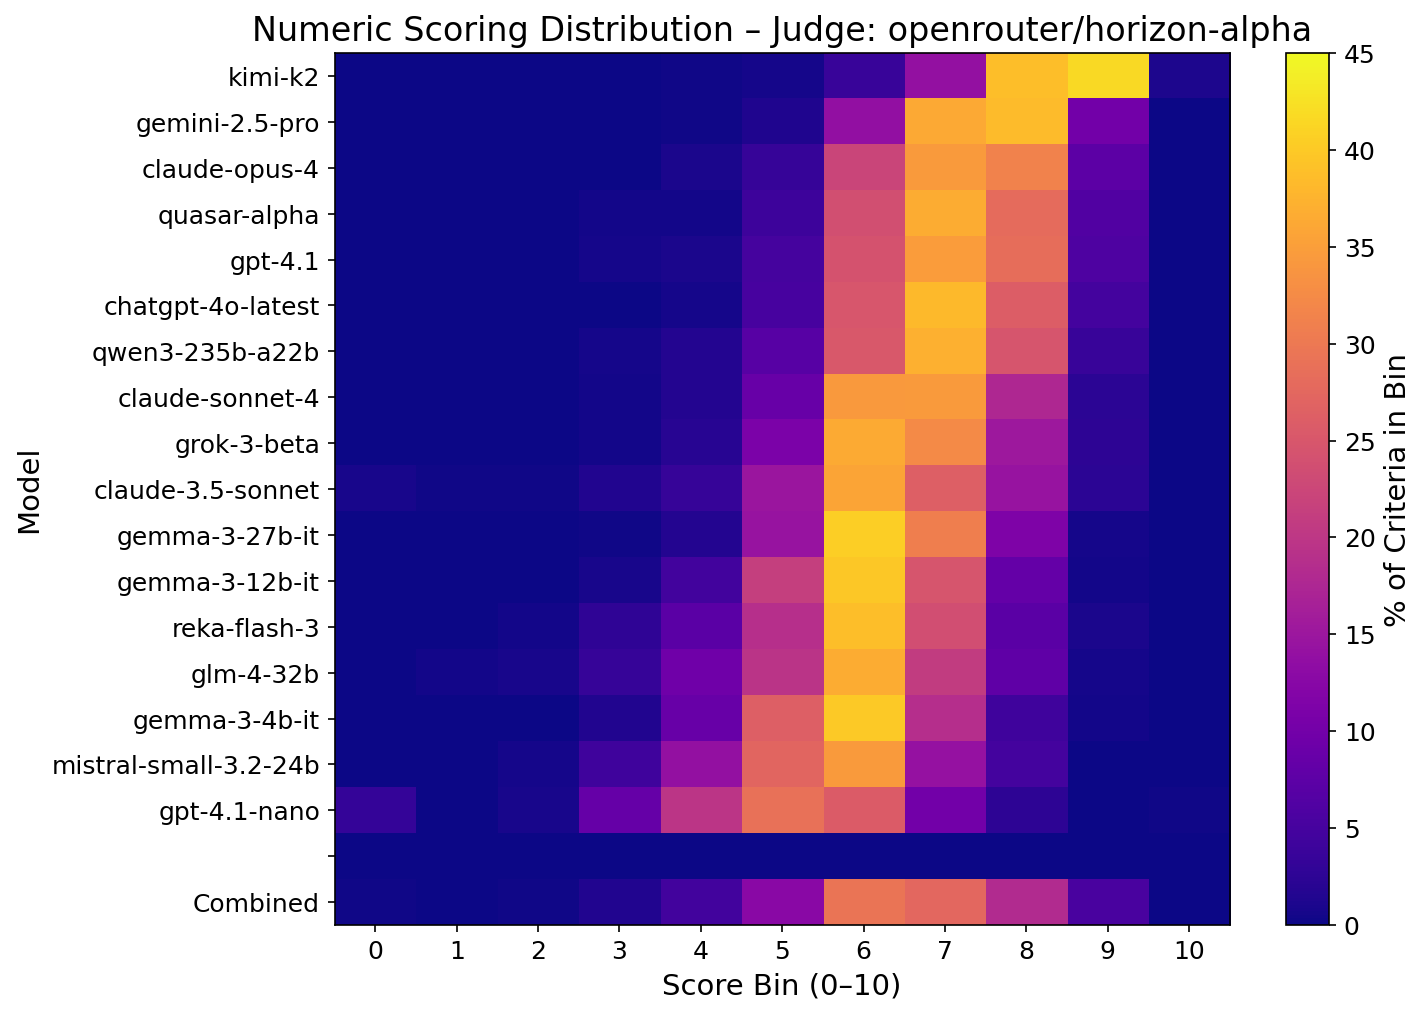 Numeric Scoring Distribution – Judge: openrouter/horizon-alpha
Model
kimi-k2
gemini-2.5-pro
claude-opus-4
quasar-alpha
gpt-4.1
chatgpt-4o-latest
qwen3-235b-a22b
claude-sonnet-4
grok-3-beta
claude-3.5-sonnet
gemma-3-27b-it
gemma-3-12b-it
reka-flash-3
glm-4-32b
gemma-3-4b-it
mistral-small-3.2-24b
gpt-4.1-nano
Combined
0 1 2 3 4 5 6 7 8 9 10
Score Bin (0–10)
45
40
35
30
25
20
15
10
5
0
% of Criteria in Bin